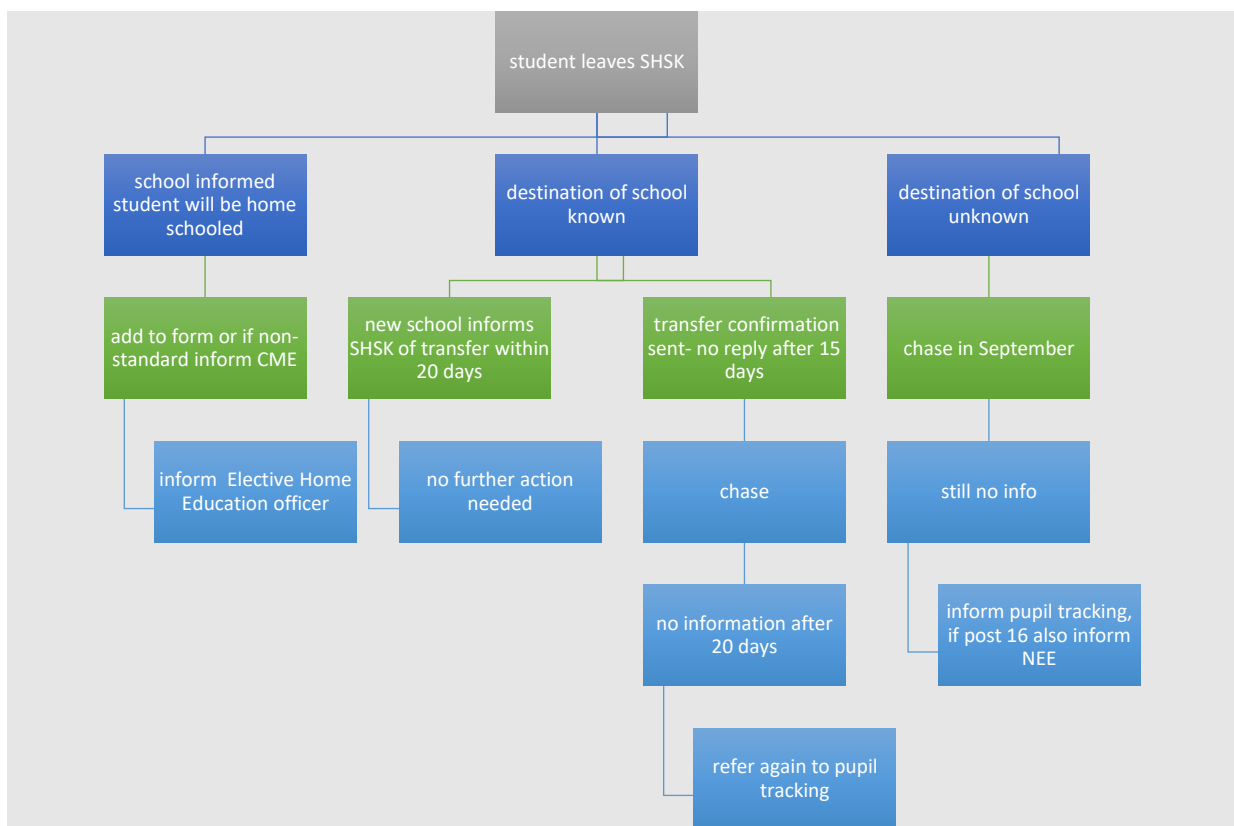 student leaves SHSK
school informed
student will be home
schooled
destination of school
known
destination of school
unknown
add to form or if non-
standard inform CME
new school informs
SHSK of transfer within
20 days
transfer confirmation
sent- no reply after 15
days
chase in September
inform  Elective Home
Education officer
no further action
needed
chase
still no info
no information after
20 days
inform pupil tracking,
if post 16 also inform
NEE
refer again to pupil
tracking